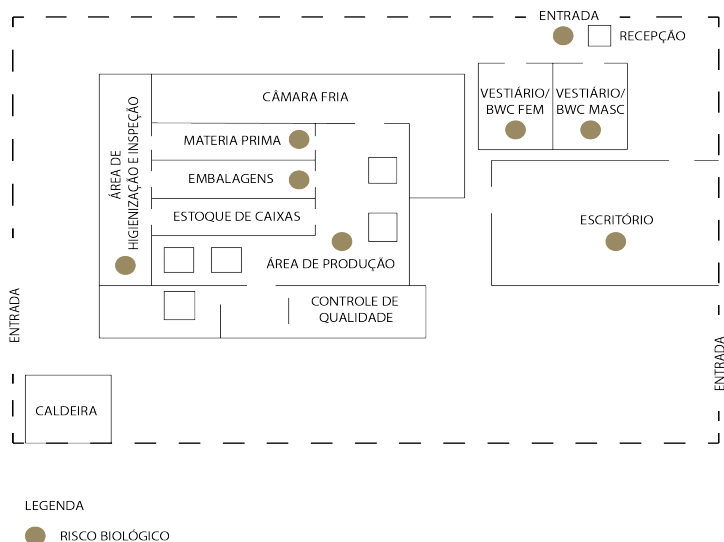 ENTRADA
RECEPÇÃO
CÂMARA FRIA
VESTIÁRIO/
BWC FEM
VESTIÁRIO/
BWC MASC
ÁREA DE
HIGIENIZAÇÃO E INSPEÇÃO
MATERIA PRIMA
EMBALAGENS
ESTOQUE DE CAIXAS
ESCRITÓRIO
ÁREA DE PRODUÇÃO
CONTROLE DE
QUALIDADE
ENTRADA
ENTRADA
CALDEIRA
LEGENDA
RISCO BIOLÓGICO